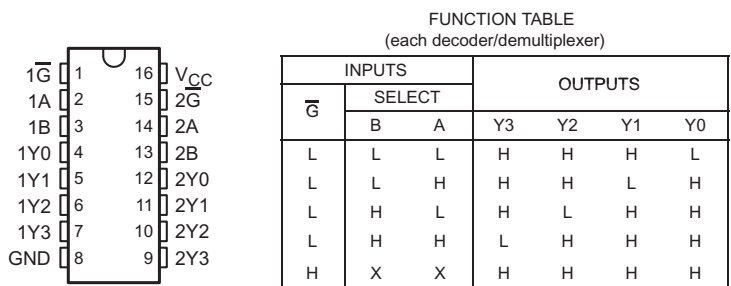 1G̅ 1 16 VCC
1A 2 15 2G̅
1B 3 14 2A
1Y0 4 13 2B
1Y1 5 12 2Y0
1Y2 6 11 2Y1
1Y3 7 10 2Y2
GND 8 9 2Y3
FUNCTION TABLE
(each decoder/demultiplexer)
INPUTS OUTPUTS
G̅ SELECT
B A Y3 Y2 Y1 Y0
L L L H H H L
L L H H H L H
L H L H L H H
L H H L H H H
H X X H H H H